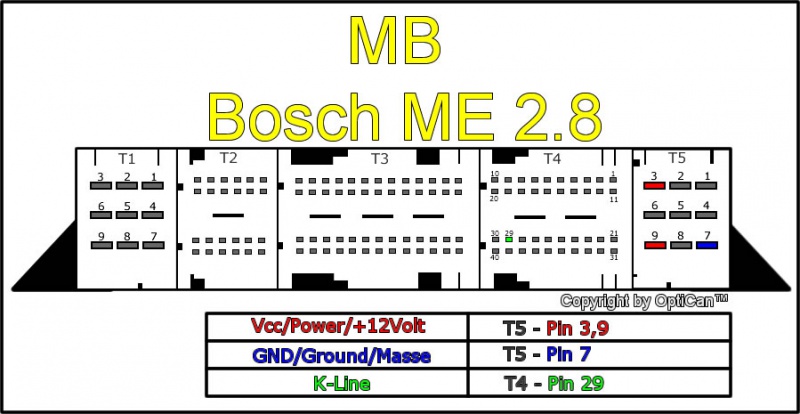 MB
Bosch ME 2.8
T1 T2 T3 T4 T5
3 2 1 10 1 3 2 1
20 11
6 5 4 6 5 4
9 8 7 30 29 21 9 8 7
40 31
Copyright by OptiCan™
Vcc/Power/+12Volt T5 - Pin 3,9
GND/Ground/Masse T5 - Pin 7
K-Line T4 - Pin 29